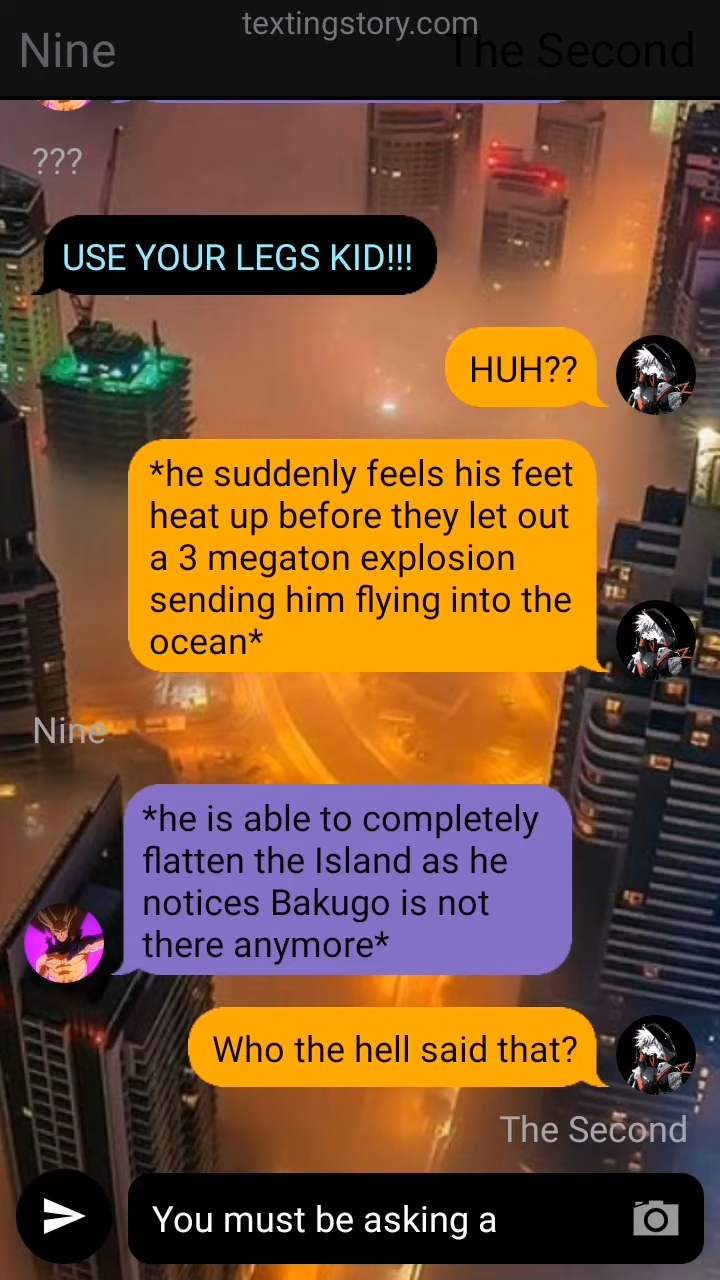 textingstory.com
Nine
The Second
???
USE YOUR LEGS KID!!!
HUH??
*he suddenly feels his feet
heat up before they let out
a 3 megaton explosion
sending him flying into the
ocean*
Nine
*he is able to completely
flatten the Island as he
notices Bakugo is not
there anymore*
Who the hell said that?
The Second
You must be asking a